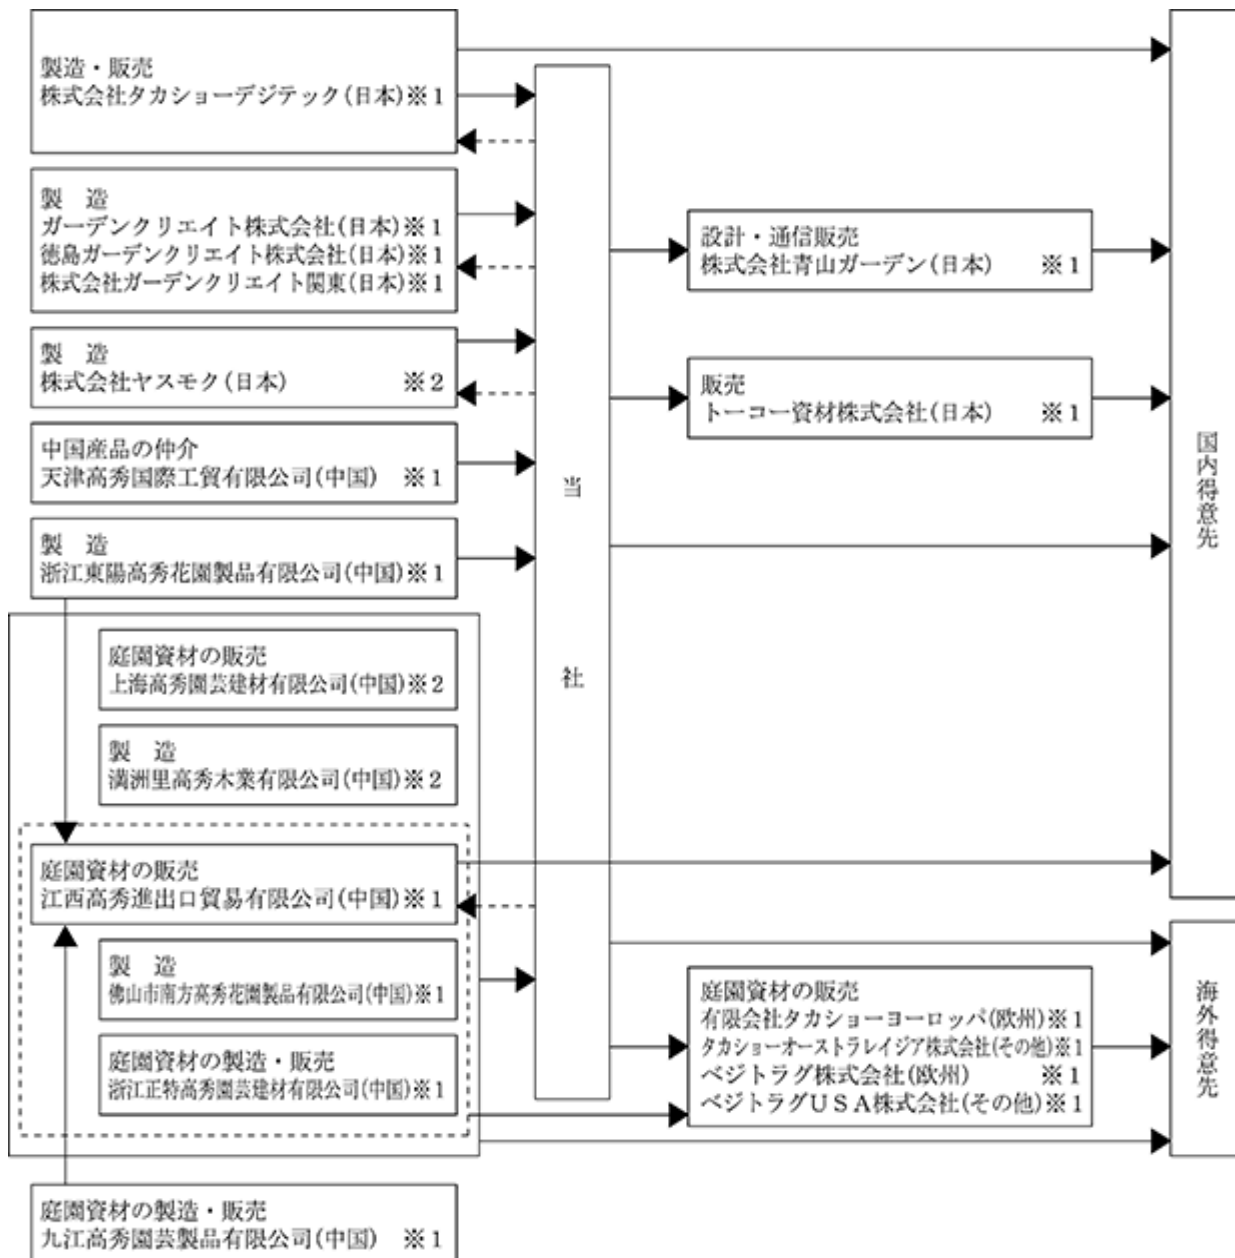 製造・販売
株式会社タカショーデジテック(日本)※1
製　造
ガーデンクリエイト株式会社(日本)※1
徳島ガーデンクリエイト株式会社(日本)※1
株式会社ガーデンクリエイト関東(日本)※1
製　造
株式会社ヤスモク(日本)　※2
中国産品の仲介
天津高秀国際工貿有限公司(中国)　※1
製　造
浙江東陽高秀花園製品有限公司(中国)※1
庭園資材の販売
上海高秀園芸建材有限公司(中国)※2
製　造
満洲里高秀木業有限公司(中国)※2
庭園資材の販売
江西高秀進出口貿易有限公司(中国)※1
製　造
佛山市南方高秀花園製品有限公司(中国)※1
庭園資材の製造・販売
浙江正特高秀園芸建材有限公司(中国)※1
庭園資材の製造・販売
九江高秀園芸製品有限公司(中国)　※1
当社
設計・通信販売
株式会社青山ガーデン(日本)　※1
販売
トーコー資材株式会社(日本)　※1
庭園資材の販売
有限会社タカショーヨーロッパ(欧州)※1
タカショーオーストラレイジア株式会社(その他)※1
ベジトラグ株式会社(欧州)　※1
ベジトラグUSA株式会社(その他)※1
国内得意先
海外得意先